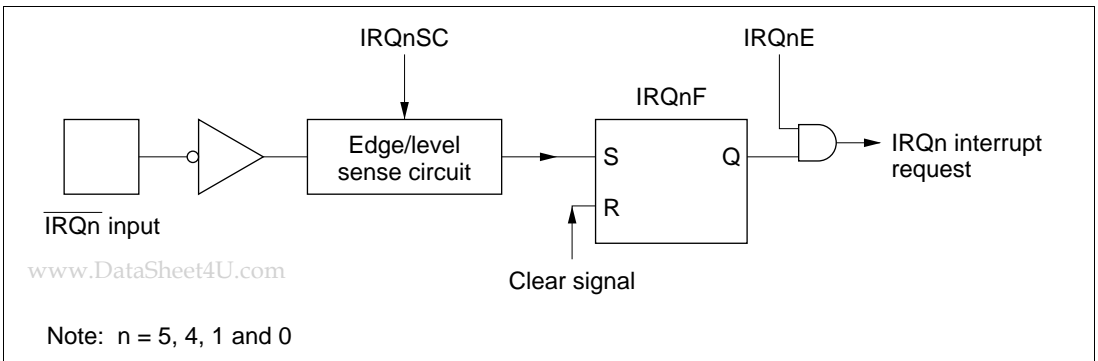 IRQnSC
IRQnE
IRQnF
Edge/level
sense circuit
S
Q
R
IRQn interrupt
request
IRQn input
Clear signal
www.DataSheet4U.com
Note: n = 5, 4, 1 and 0